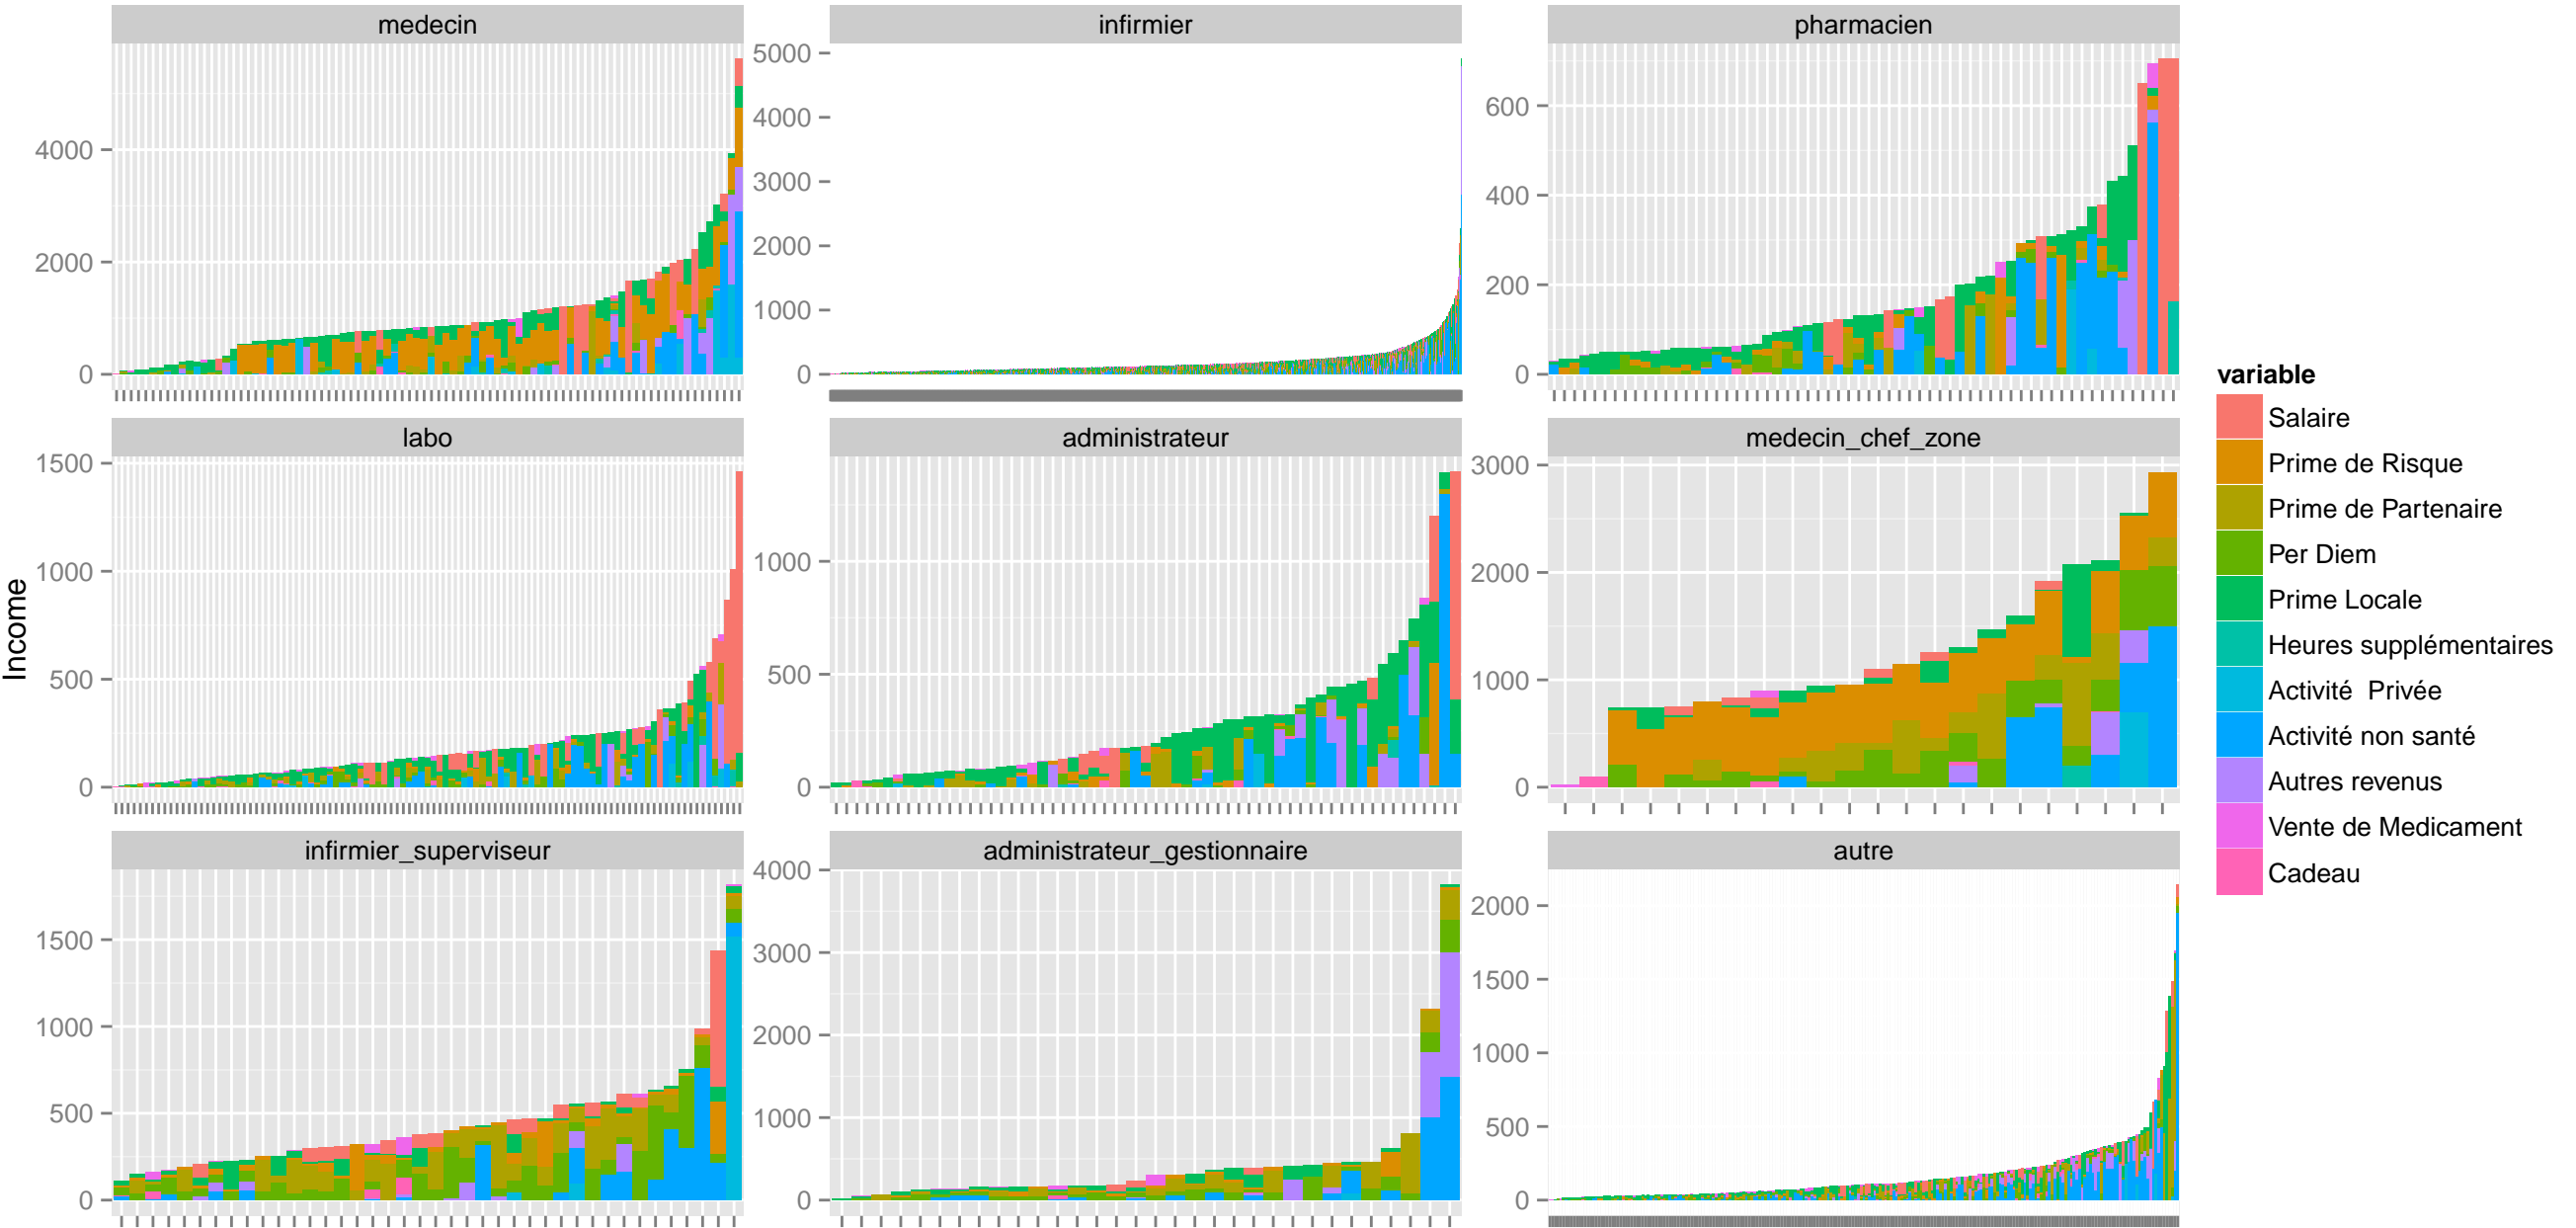 medecin
infirmier
pharmacien
4000
2000
0
5000
4000
3000
2000
1000
0
600
400
200
0
labo
administrateur
medecin_chef_zone
1500
1000
500
0
1000
500
0
3000
2000
1000
0
infirmier_superviseur
administrateur_gestionnaire
autre
1500
1000
500
0
4000
3000
2000
1000
0
2000
1500
1000
500
0
Income
variable
Salaire
Prime de Risque
Prime de Partenaire
Per Diem
Prime Locale
Heures supplémentaires
Activité  Privée
Activité non santé
Autres revenus
Vente de Medicament
Cadeau